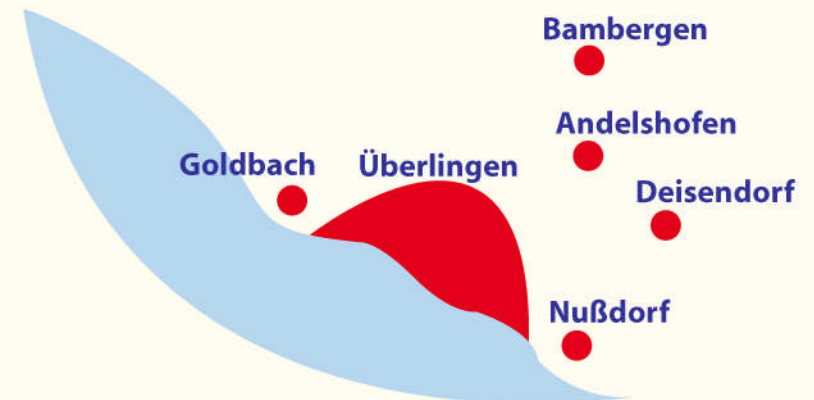 Bambergen
Andelshofen
Goldbach
Überlingen
Deisendorf
Nußdorf